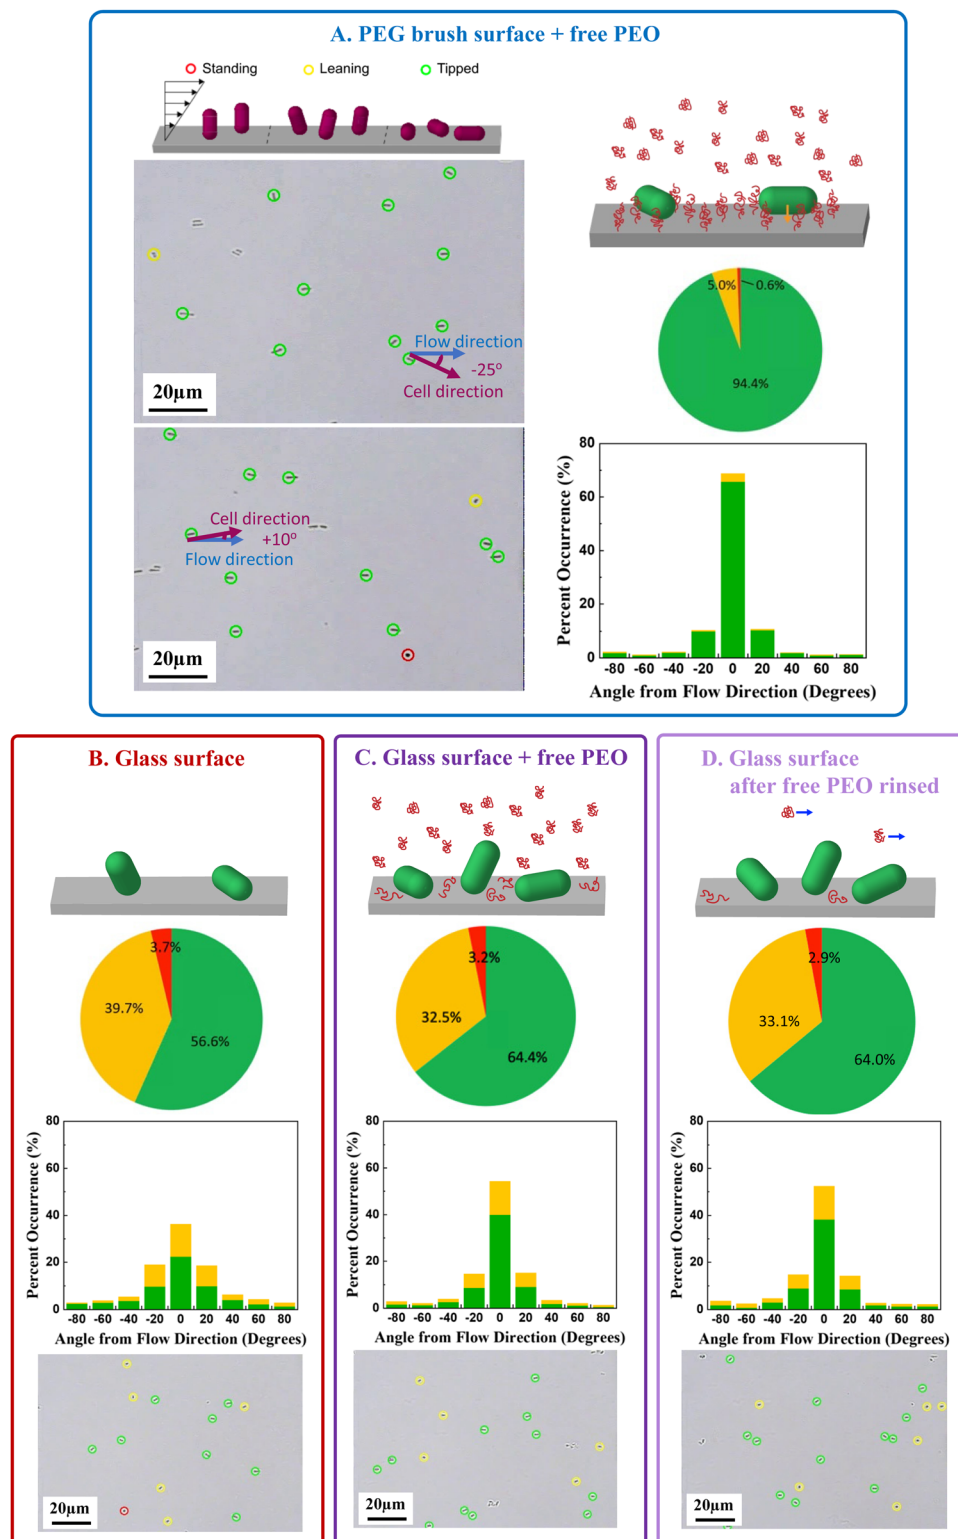 A. PEG brush surface + free PEO
Standing
Leaning
Tipped
Flow direction
-25°
Cell direction
20μm
5.0%
0.6%
94.4%
Cell direction
+10°
Flow direction
20μm
Percent Occurrence (%)
80
60
40
20
0
-80 -60 -40 -20 0 20 40 60 80
Angle from Flow Direction (Degrees)
B. Glass surface
3.7%
39.7%
56.6%
Percent Occurrence (%)
80
60
40
20
0
-80 -60 -40 -20 0 20 40 60 80
Angle from Flow Direction (Degrees)
20μm
C. Glass surface + free PEO
3.2%
32.5%
64.4%
Percent Occurrence (%)
80
60
40
20
0
-80 -60 -40 -20 0 20 40 60 80
Angle from Flow Direction (Degrees)
20μm
D. Glass surface
after free PEO rinsed
2.9%
33.1%
64.0%
Percent Occurrence (%)
80
60
40
20
0
-80 -60 -40 -20 0 20 40 60 80
Angle from Flow Direction (Degrees)
20μm